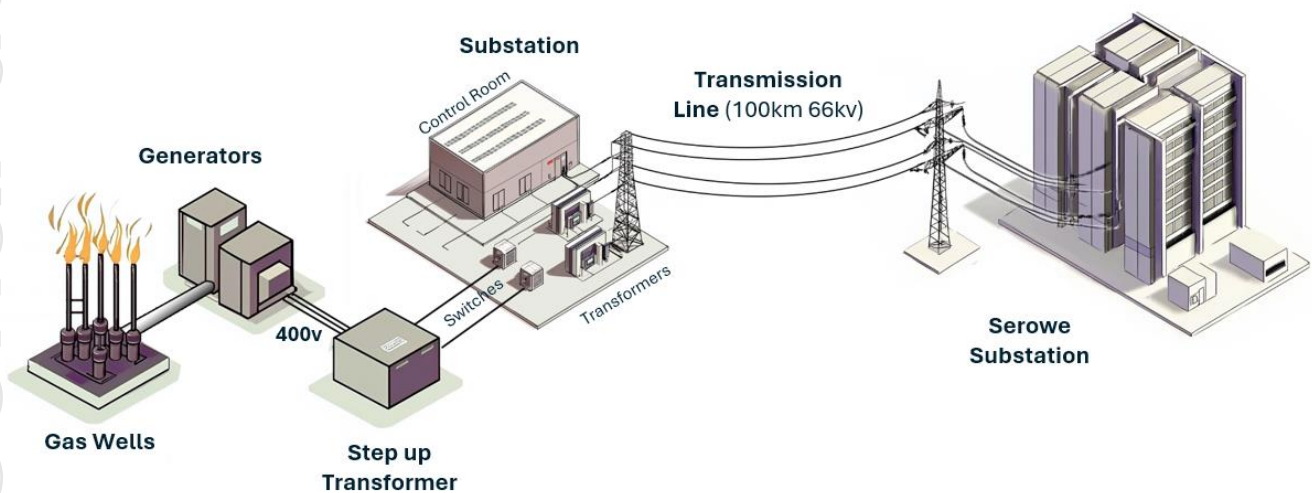 Substation
Control Room
Transmission
Line (100km 66kv)
Generators
400v
Switches
Transformers
Serowe
Substation
Gas Wells
Step up
Transformer